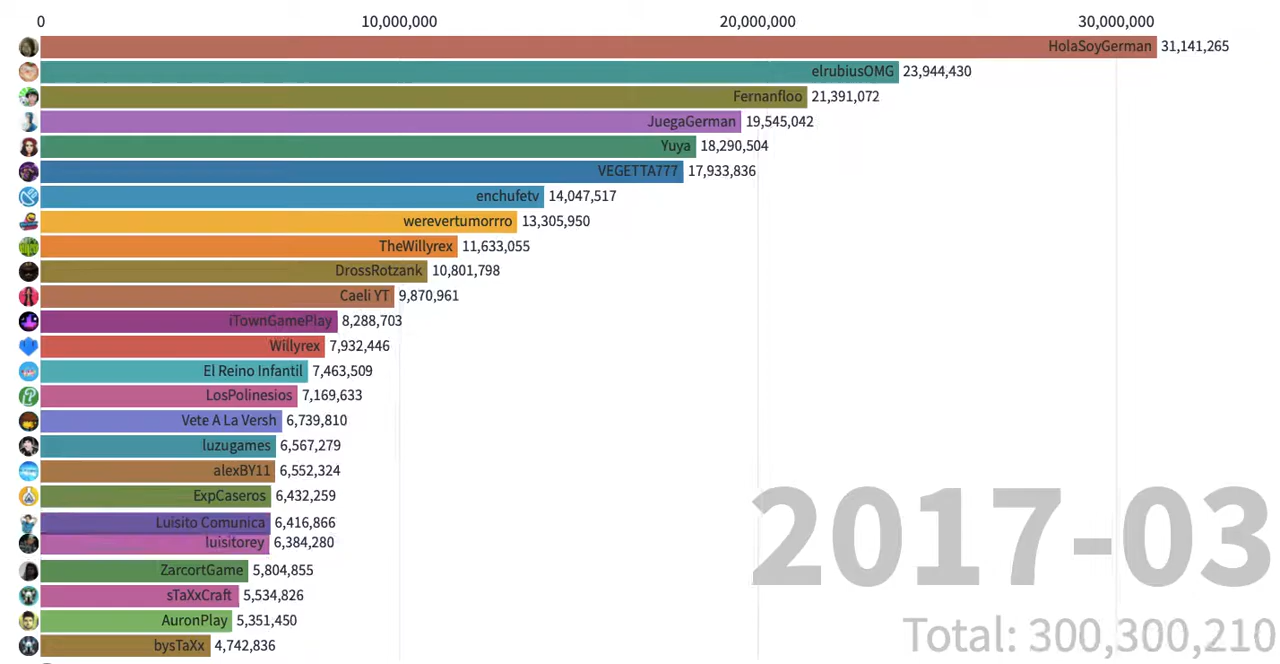 0 10,000,000 20,000,000 30,000,000
HolaSoyGerman 31,141,265
elrubiusOMG 23,944,430
Fernanfloo 21,391,072
JuegaGerman 19,545,042
Yuya 18,290,504
VEGETTA777 17,933,836
enchufetv 14,047,517
werevertumorrro 13,305,950
TheWillyrex 11,633,055
DrossRotzank 10,801,798
Caeli YT 9,870,961
iTownGamePlay 8,288,703
Willyrex 7,932,446
El Reino Infantil 7,463,509
LosPolinesios 7,169,633
Vete A La Versh 6,739,810
luzugames 6,567,279
alexBY11 6,552,324
ExpCaseros 6,432,259
Luisito Comunica 6,416,866
luisitorey 6,384,280
ZarcortGame 5,804,855
sTaXxCraft 5,534,826
AuronPlay 5,351,450
bysTaXx 4,742,836
2017-03
Total: 300,300,210